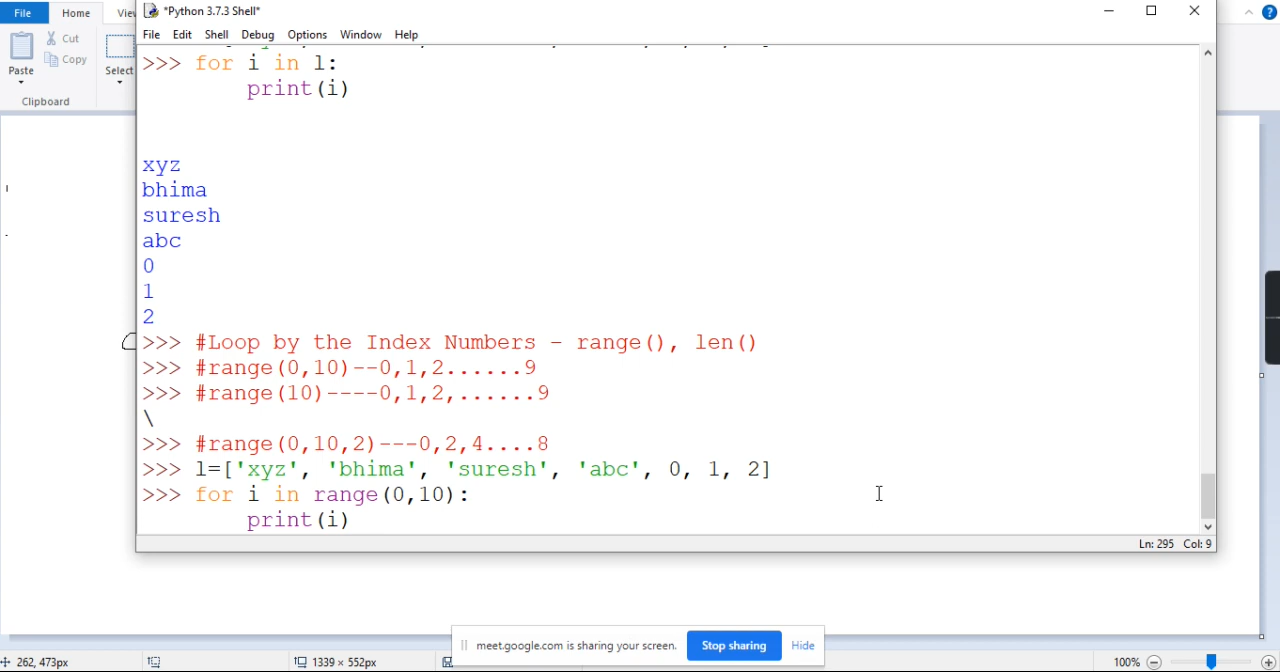 File Home View
*Python 3.7.3 Shell*
File Edit Shell Debug Options Window Help
Cut
Copy
Paste
Select
Clipboard
>>> for i in l:
print(i)
xyz
bhima
suresh
abc
0
1
2
>>> #Loop by the Index Numbers - range(), len()
>>> #range(0,10)--0,1,2......9
>>> #range(10)----0,1,2,......9
\
>>> #range(0,10,2)---0,2,4....8
>>> l=['xyz', 'bhima', 'suresh', 'abc', 0, 1, 2]
>>> for i in range(0,10):
print(i)
Ln: 295 Col: 9
meet.google.com is sharing your screen. Stop sharing Hide
262, 473px 1339 × 552px 100%